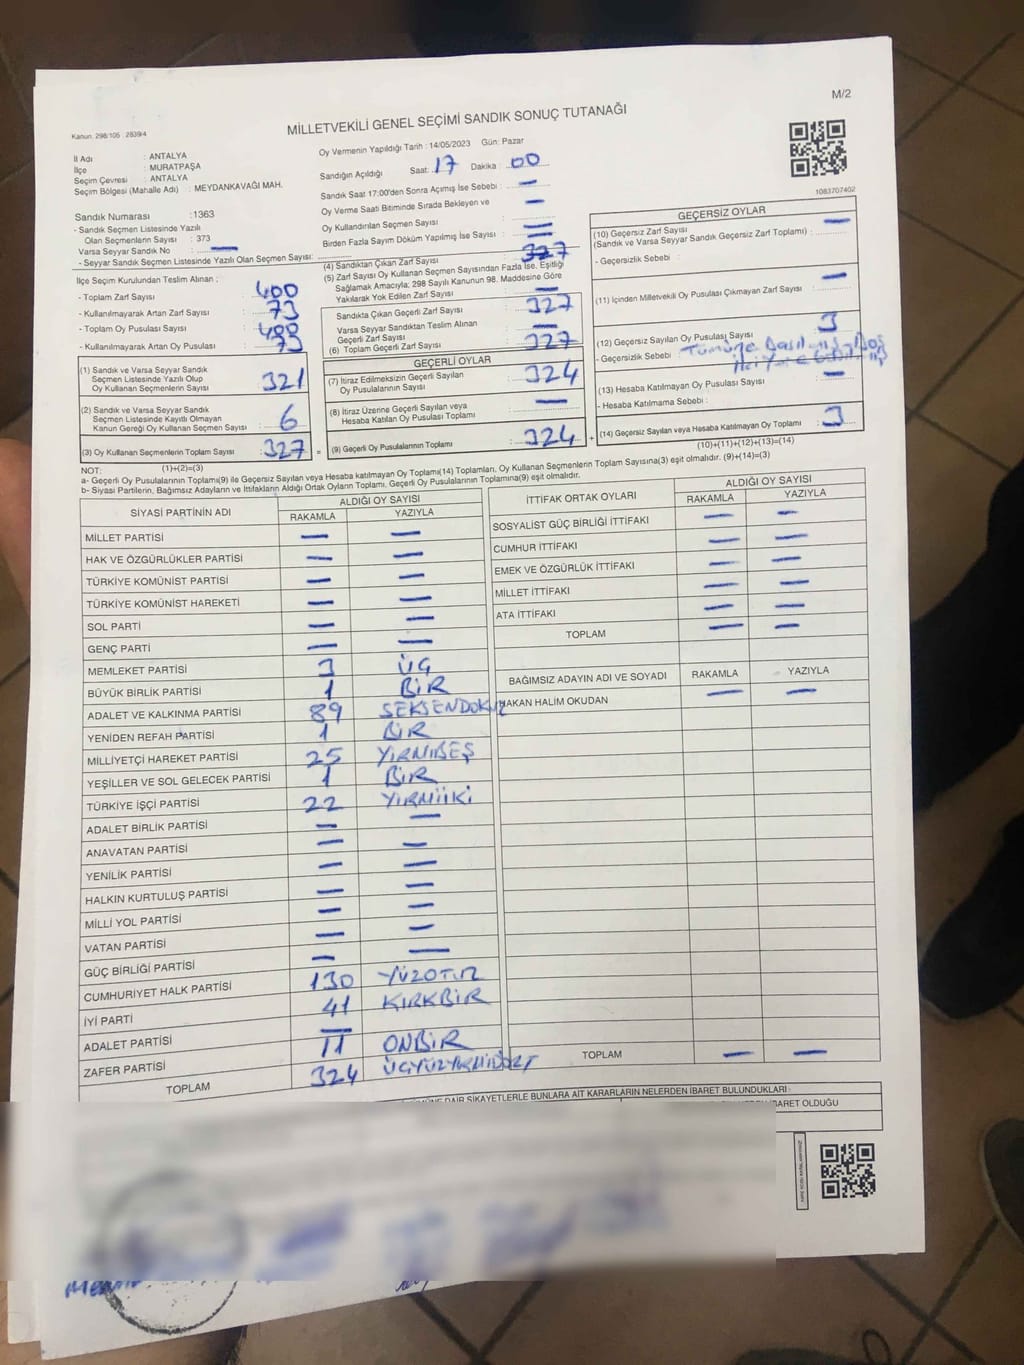 M/2
Kanun: 298/105 : 2839/4
MİLLETVEKİLİ GENEL SEÇİMİ SANDIK SONUÇ TUTANAĞI
İl Adı : ANTALYA
İlçe : MURATPAŞA
Seçim Çevresi : ANTALYA
Seçim Bölgesi (Mahalle Adı) : MEYDANKAVAĞI MAH.
Sandık Numarası :1363
- Sandık Seçmen Listesinde Yazılı
Olan Seçmenlerin Sayısı : 373
Varsa Seyyar Sandık No : —
- Seyyar Sandık Seçmen Listesinde Yazılı Olan Seçmen Sayısı:
Oy Vermenin Yapıldığı Tarih : 14/05/2023 Gün: Pazar
Sandığın Açıldığı Saat: 17 Dakika : 00
Sandık Saat 17:00'den Sonra Açımış İse Sebebi : —
Oy Verme Saati Bitiminde Sırada Bekleyen ve —
Oy Kullandırılan Seçmen Sayısı
Birden Fazla Sayım Döküm Yapılmış İse Sayısı : —
1083707402
İlçe Seçim Kurulundan Teslim Alınan ;
- Toplam Zarf Sayısı : 400
- Kullanılmayarak Artan Zarf Sayısı : 73
- Toplam Oy Pusulası Sayısı : 400
- Kullanılmayarak Artan Oy Pusulası : 73
(1) Sandık ve Varsa Seyyar Sandık
Seçmen Listesinde Yazılı Olup
Oy Kullanan Seçmenlerin Sayısı : 321
(2) Sandık ve Varsa Seyyar Sandık
Seçmen Listesinde Kayıtlı Olmayan
Kanun Gereği Oy Kullanan Seçmen Sayısı : 6
(3) Oy Kullanan Seçmenlerin Toplam Sayısı : 327
(1)+(2)=(3)
(4) Sandıktan Çıkan Zarf Sayısı : 327
(5) Zarf Sayısı Oy Kullanan Seçmen Sayısından Fazla İse, Eşitliği
Sağlamak Amacıyla, 298 Sayılı Kanunun 98. Maddesine Göre
Yakılarak Yok Edilen Zarf Sayısı : —
Sandıkta Çıkan Geçerli Zarf Sayısı : 327
Varsa Seyyar Sandıktan Teslim Alınan
Geçerli Zarf Sayısı : —
(6) Toplam Geçerli Zarf Sayısı : 327
GEÇERLİ OYLAR
(7) İtiraz Edilmeksizin Geçerli Sayılan
Oy Pusulalarının Sayısı : 324
(8) İtiraz Üzerine Geçerli Sayılan veya
Hesaba Katılan Oy Pusulası Toplamı : —
(9) Geçerli Oy Pusulalarının Toplamı : 324
GEÇERSİZ OYLAR
(10) Geçersiz Zarf Sayısı —
(Sandık ve Varsa Seyyar Sandık Geçersiz Zarf Toplamı) :
- Geçersizlik Sebebi :
(11) İçinden Milletvekili Oy Pusulası Çıkmayan Zarf Sayısı : —
(12) Geçersiz Sayılan Oy Pusulası Sayısı : 3
- Geçersizlik Sebebi :
(13) Hesaba Katılmayan Oy Pusulası Sayısı : —
- Hesaba Katılmama Sebebi :
(14) Geçersiz Sayılan veya Hesaba Katılmayan Oy Toplamı : 3
(10)+(11)+(12)+(13)=(14)
NOT:
a- Geçerli Oy Pusulalarının Toplamı(9) ile Geçersiz Sayılan veya Hesaba katılmayan Oy Toplamı(14) Toplamları, Oy Kullanan Seçmenlerin Toplam Sayısına(3) eşit olmalıdır. (9)+(14)=(3)
b- Siyasi Partilerin, Bağımsız Adayların ve İttifakların Aldığı Ortak Oyların Toplamı, Geçerli Oy Pusulalarının Toplamına(9) eşit olmalıdır.
SİYASİ PARTİNİN ADI ALDIĞI OY SAYISI
RAKAMLA YAZIYLA
MİLLET PARTİSİ — —
HAK VE ÖZGÜRLÜKLER PARTİSİ — —
TÜRKİYE KOMÜNİST PARTİSİ — —
TÜRKİYE KOMÜNİST HAREKETİ — —
SOL PARTİ — —
GENÇ PARTİ — —
MEMLEKET PARTİSİ 3 ÜÇ
BÜYÜK BİRLİK PARTİSİ 1 BİR
ADALET VE KALKINMA PARTİSİ 89 SEKSENDOKUZ
YENİDEN REFAH PARTİSİ 1 BİR
MİLLİYETÇİ HAREKET PARTİSİ 25 YİRMİBEŞ
YEŞİLLER VE SOL GELECEK PARTİSİ 1 BİR
TÜRKİYE İŞÇİ PARTİSİ 22 YİRMİİKİ
ADALET BİRLİK PARTİSİ — —
ANAVATAN PARTİSİ — —
YENİLİK PARTİSİ — —
HALKIN KURTULUŞ PARTİSİ — —
MİLLİ YOL PARTİSİ — —
VATAN PARTİSİ — —
GÜÇ BİRLİĞİ PARTİSİ — —
CUMHURİYET HALK PARTİSİ 130 YÜZOTUZ
İYİ PARTİ 41 KIRKBİR
ADALET PARTİSİ —
ZAFER PARTİSİ 11 ONBİR
TOPLAM 324 ÜÇYÜZYİRMİDÖRT
İTTİFAK ORTAK OYLARI ALDIĞI OY SAYISI
RAKAMLA YAZIYLA
SOSYALİST GÜÇ BİRLİĞİ İTTİFAKI — —
CUMHUR İTTİFAKI — —
EMEK VE ÖZGÜRLÜK İTTİFAKI — —
MİLLET İTTİFAKI — —
ATA İTTİFAKI — —
TOPLAM — —
BAĞIMSIZ ADAYIN ADI VE SOYADI RAKAMLA YAZIYLA
HAKAN HALİM OKUDAN — —
TOPLAM — —
DAİR ŞİKAYETLERLE BUNLARA AİT KARARLARIN NELERDEN İBARET BULUNDUKLARI
İBARET OLDUĞU